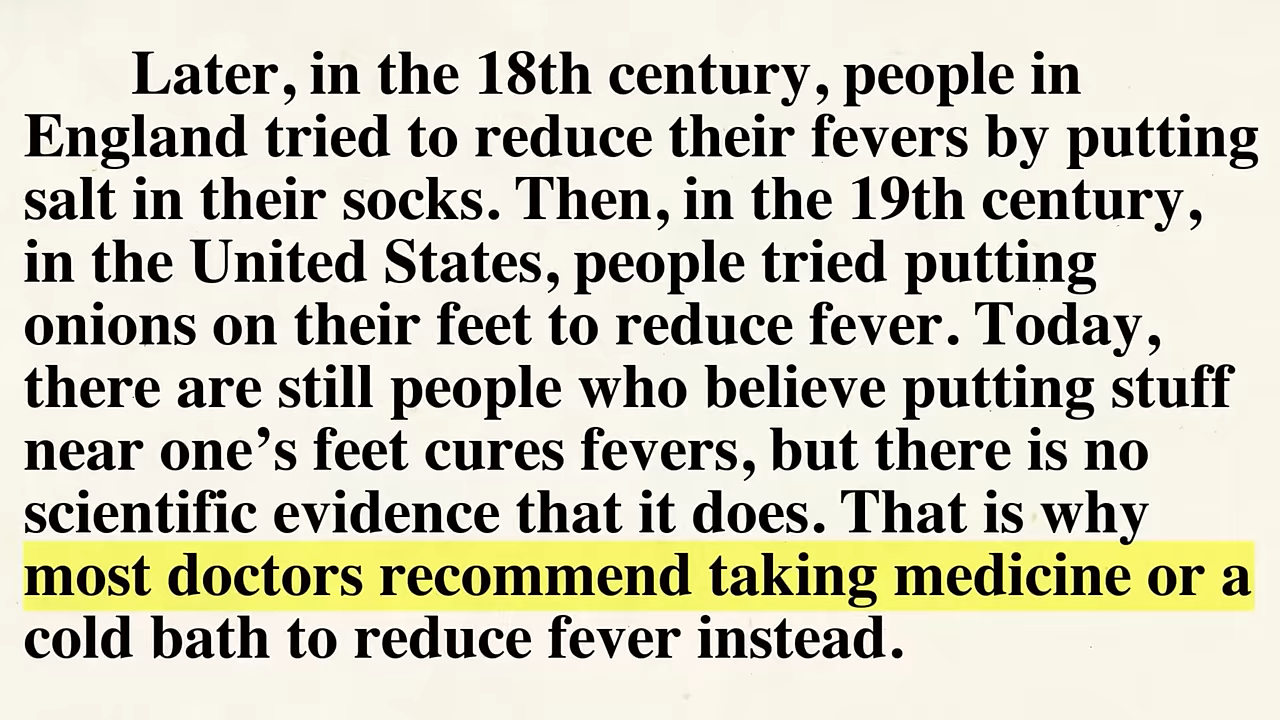 Later, in the 18th century, people in
England tried to reduce their fevers by putting
salt in their socks. Then, in the 19th century,
in the United States, people tried putting
onions on their feet to reduce fever. Today,
there are still people who believe putting stuff
near one’s feet cures fevers, but there is no
scientific evidence that it does. That is why
most doctors recommend taking medicine or a
cold bath to reduce fever instead.